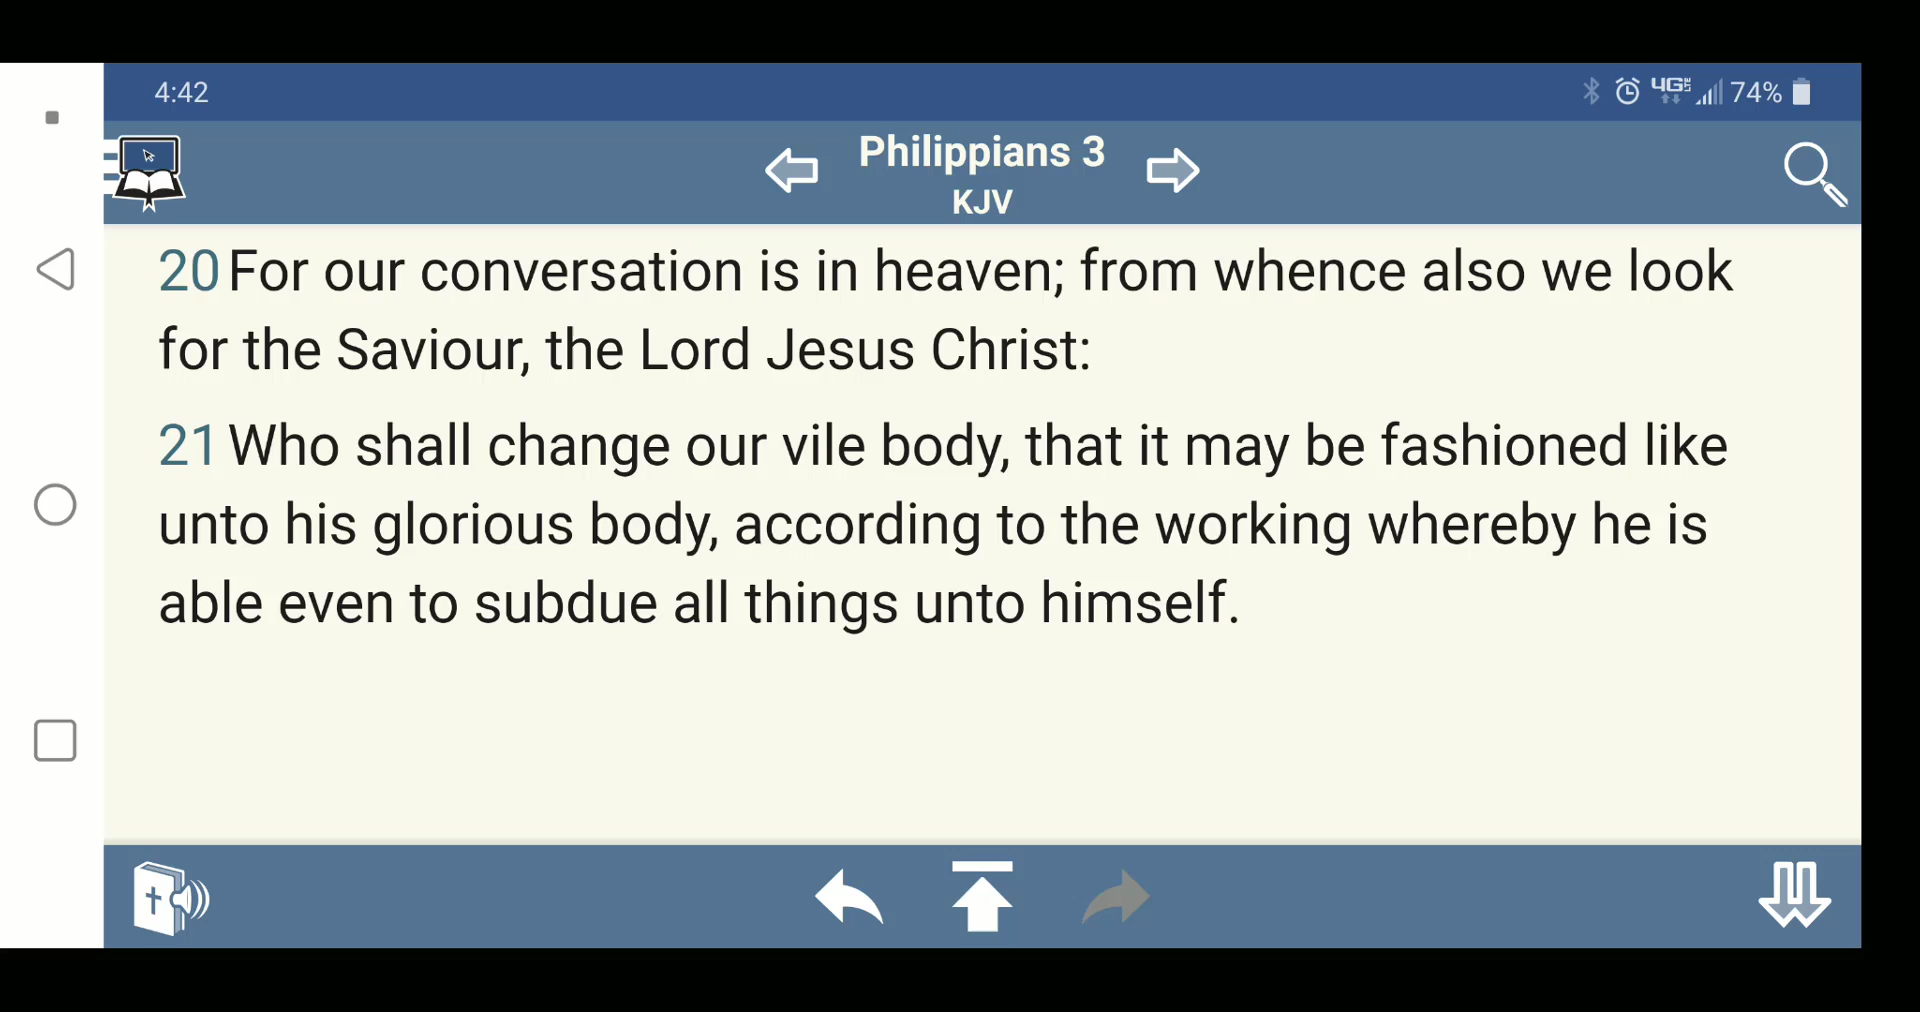 4:42
4G LTE 74%
Philippians 3
KJV
20 For our conversation is in heaven; from whence also we look
for the Saviour, the Lord Jesus Christ:
21 Who shall change our vile body, that it may be fashioned like
unto his glorious body, according to the working whereby he is
able even to subdue all things unto himself.